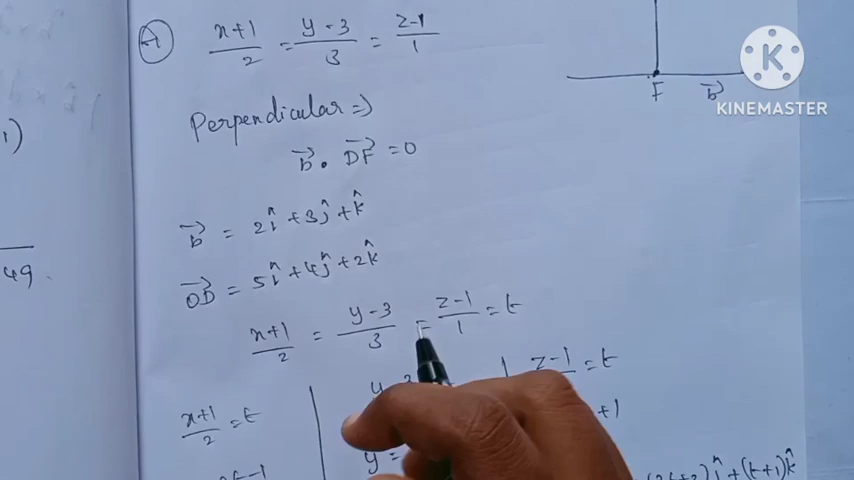 A (x+1)/2 = (y-3)/3 = (z-1)/1
K
KINEMASTER
F b⃗
Perpendicular ⇒
1)
b⃗ . DF⃗ = 0
b⃗ = 2î + 3ĵ + k̂
49
OD⃗ = 5î + 4ĵ + 2k̂
(x+1)/2 = (y-3)/3 = (z-1)/1 = t
(x+1)/2 = t | | z-1 = t
y= +1
j + (t+1)k̂